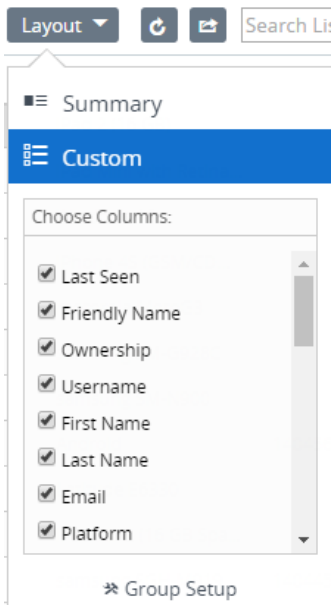 Layout
Search Lis
Summary
Custom
Choose Columns:
Last Seen
Friendly Name
Ownership
Username
First Name
Last Name
Email
Platform
Group Setup